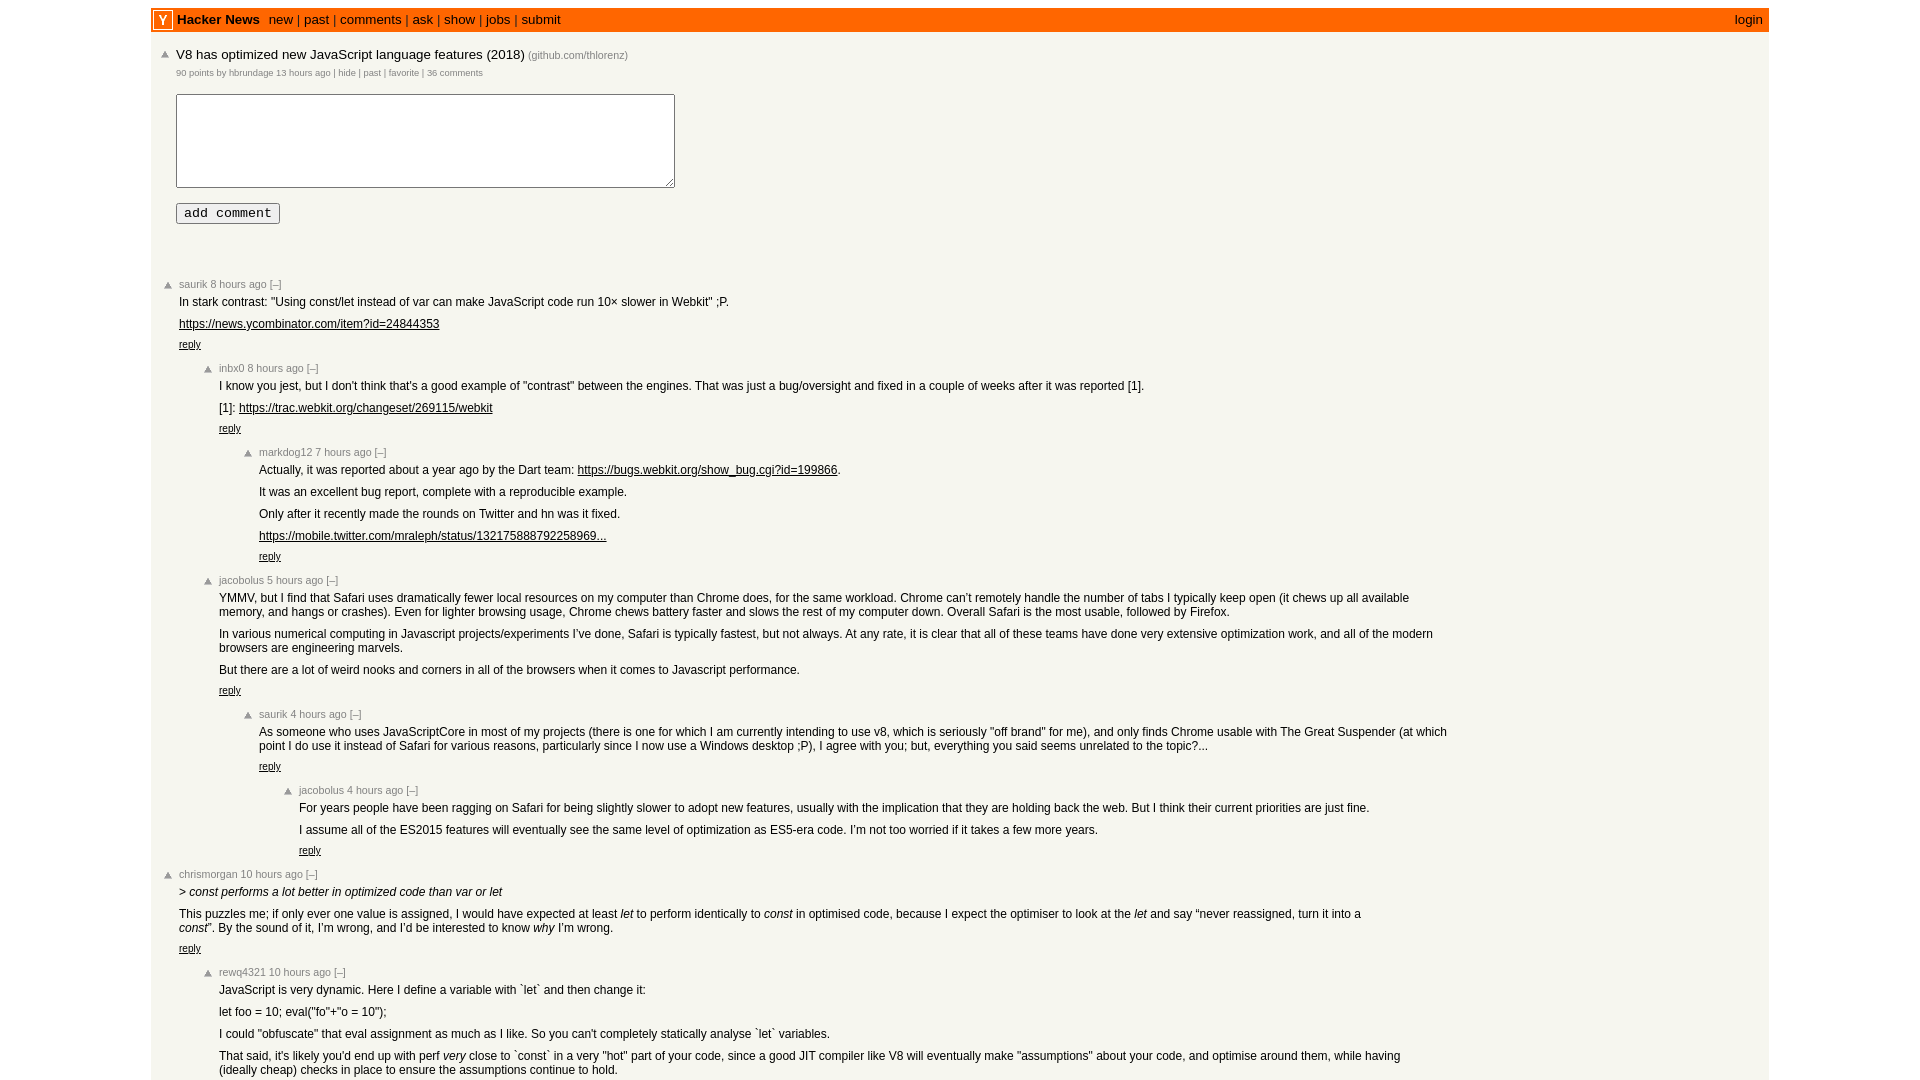 Y Hacker News new | past | comments | ask | show | jobs | submit login
V8 has optimized new JavaScript language features (2018) (github.com/thlorenz)
90 points by hbrundage 13 hours ago | hide | past | favorite | 36 comments
add comment
saurik 8 hours ago [–]
In stark contrast: "Using const/let instead of var can make JavaScript code run 10× slower in Webkit" ;P.
https://news.ycombinator.com/item?id=24844353
reply
inbx0 8 hours ago [–]
I know you jest, but I don't think that's a good example of "contrast" between the engines. That was just a bug/oversight and fixed in a couple of weeks after it was reported [1].
[1]: https://trac.webkit.org/changeset/269115/webkit
reply
markdog12 7 hours ago [–]
Actually, it was reported about a year ago by the Dart team: https://bugs.webkit.org/show_bug.cgi?id=199866.
It was an excellent bug report, complete with a reproducible example.
Only after it recently made the rounds on Twitter and hn was it fixed.
https://mobile.twitter.com/mraleph/status/132175888792258969...
reply
jacobolus 5 hours ago [–]
YMMV, but I find that Safari uses dramatically fewer local resources on my computer than Chrome does, for the same workload. Chrome can’t remotely handle the number of tabs I typically keep open (it chews up all available
memory, and hangs or crashes). Even for lighter browsing usage, Chrome chews battery faster and slows the rest of my computer down. Overall Safari is the most usable, followed by Firefox.
In various numerical computing in Javascript projects/experiments I’ve done, Safari is typically fastest, but not always. At any rate, it is clear that all of these teams have done very extensive optimization work, and all of the modern
browsers are engineering marvels.
But there are a lot of weird nooks and corners in all of the browsers when it comes to Javascript performance.
reply
saurik 4 hours ago [–]
As someone who uses JavaScriptCore in most of my projects (there is one for which I am currently intending to use v8, which is seriously "off brand" for me), and only finds Chrome usable with The Great Suspender (at which
point I do use it instead of Safari for various reasons, particularly since I now use a Windows desktop ;P), I agree with you; but, everything you said seems unrelated to the topic?...
reply
jacobolus 4 hours ago [–]
For years people have been ragging on Safari for being slightly slower to adopt new features, usually with the implication that they are holding back the web. But I think their current priorities are just fine.
I assume all of the ES2015 features will eventually see the same level of optimization as ES5-era code. I’m not too worried if it takes a few more years.
reply
chrismorgan 10 hours ago [–]
> const performs a lot better in optimized code than var or let
This puzzles me; if only ever one value is assigned, I would have expected at least let to perform identically to const in optimised code, because I expect the optimiser to look at the let and say “never reassigned, turn it into a
const”. By the sound of it, I’m wrong, and I’d be interested to know why I’m wrong.
reply
rewq4321 10 hours ago [–]
JavaScript is very dynamic. Here I define a variable with `let` and then change it:
let foo = 10; eval("fo"+"o = 10");
I could "obfuscate" that eval assignment as much as I like. So you can't completely statically analyse `let` variables.
That said, it's likely you'd end up with perf very close to `const` in a very "hot" part of your code, since a good JIT compiler like V8 will eventually make "assumptions" about your code, and optimise around them, while having
(ideally cheap) checks in place to ensure the assumptions continue to hold.